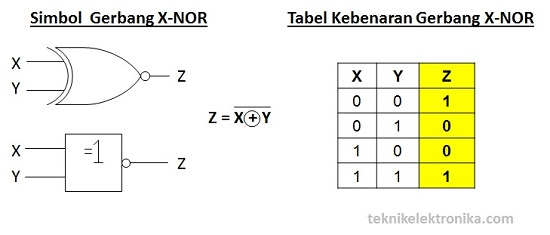 Simbol Gerbang X-NOR
X
Y
Z
Z = X⊕Y
X
Y
=1
Z
Tabel Kebenaran Gerbang X-NOR
X Y Z
0 0 1
0 1 0
1 0 0
1 1 1
teknikelektronika.com